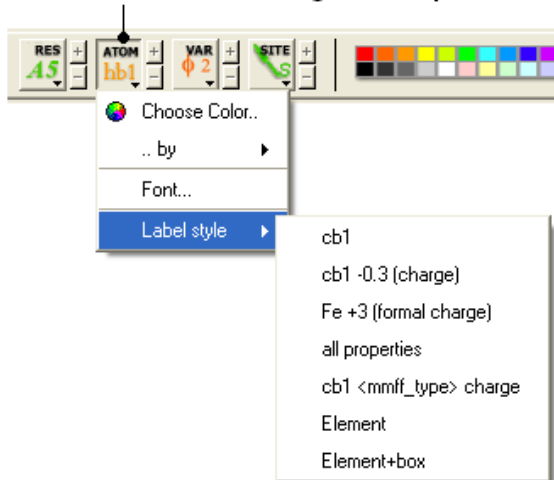 RES + ATOM + VAR + SITE +
A5 - hb1 - ϕ 2 - S -
Choose Color..
.. by
Font...
Label style
cb1
cb1 -0.3 (charge)
Fe +3 (formal charge)
all properties
cb1 <mmff_type> charge
Element
Element+box